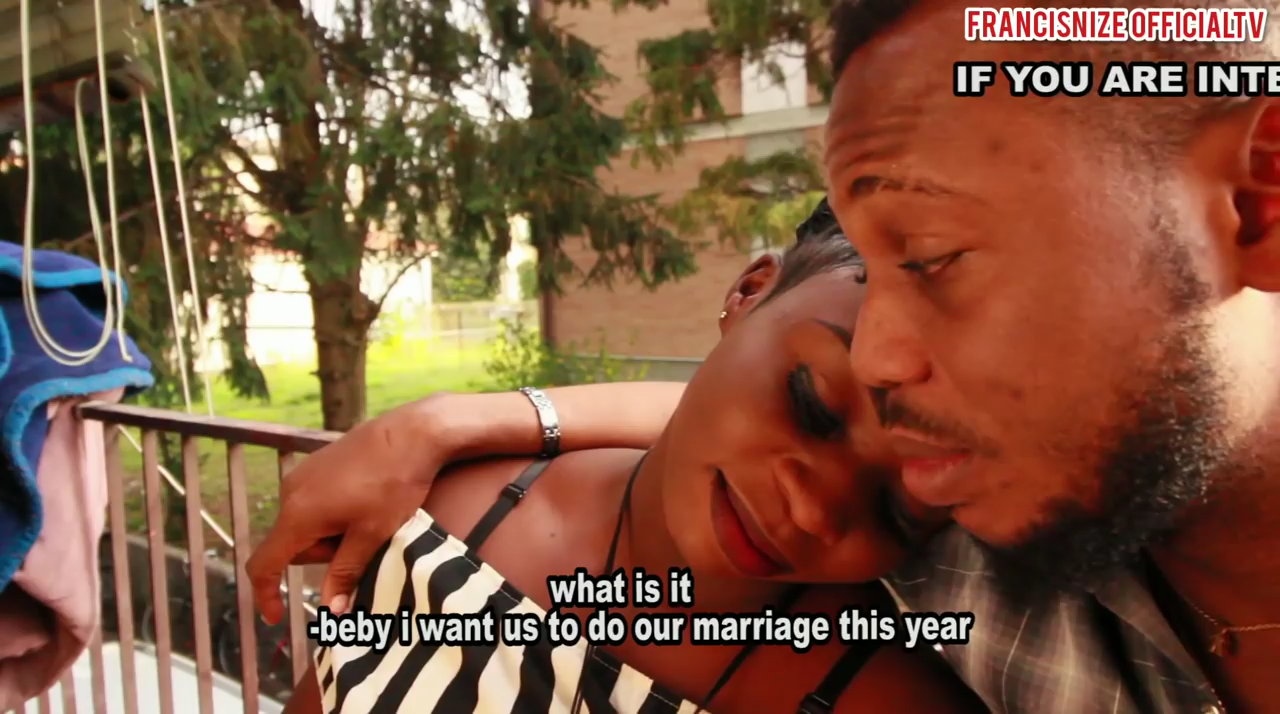 FRANCISNIZE OFFICIALTV
IF YOU ARE INTE
what is it
-beby i want us to do our marriage this year